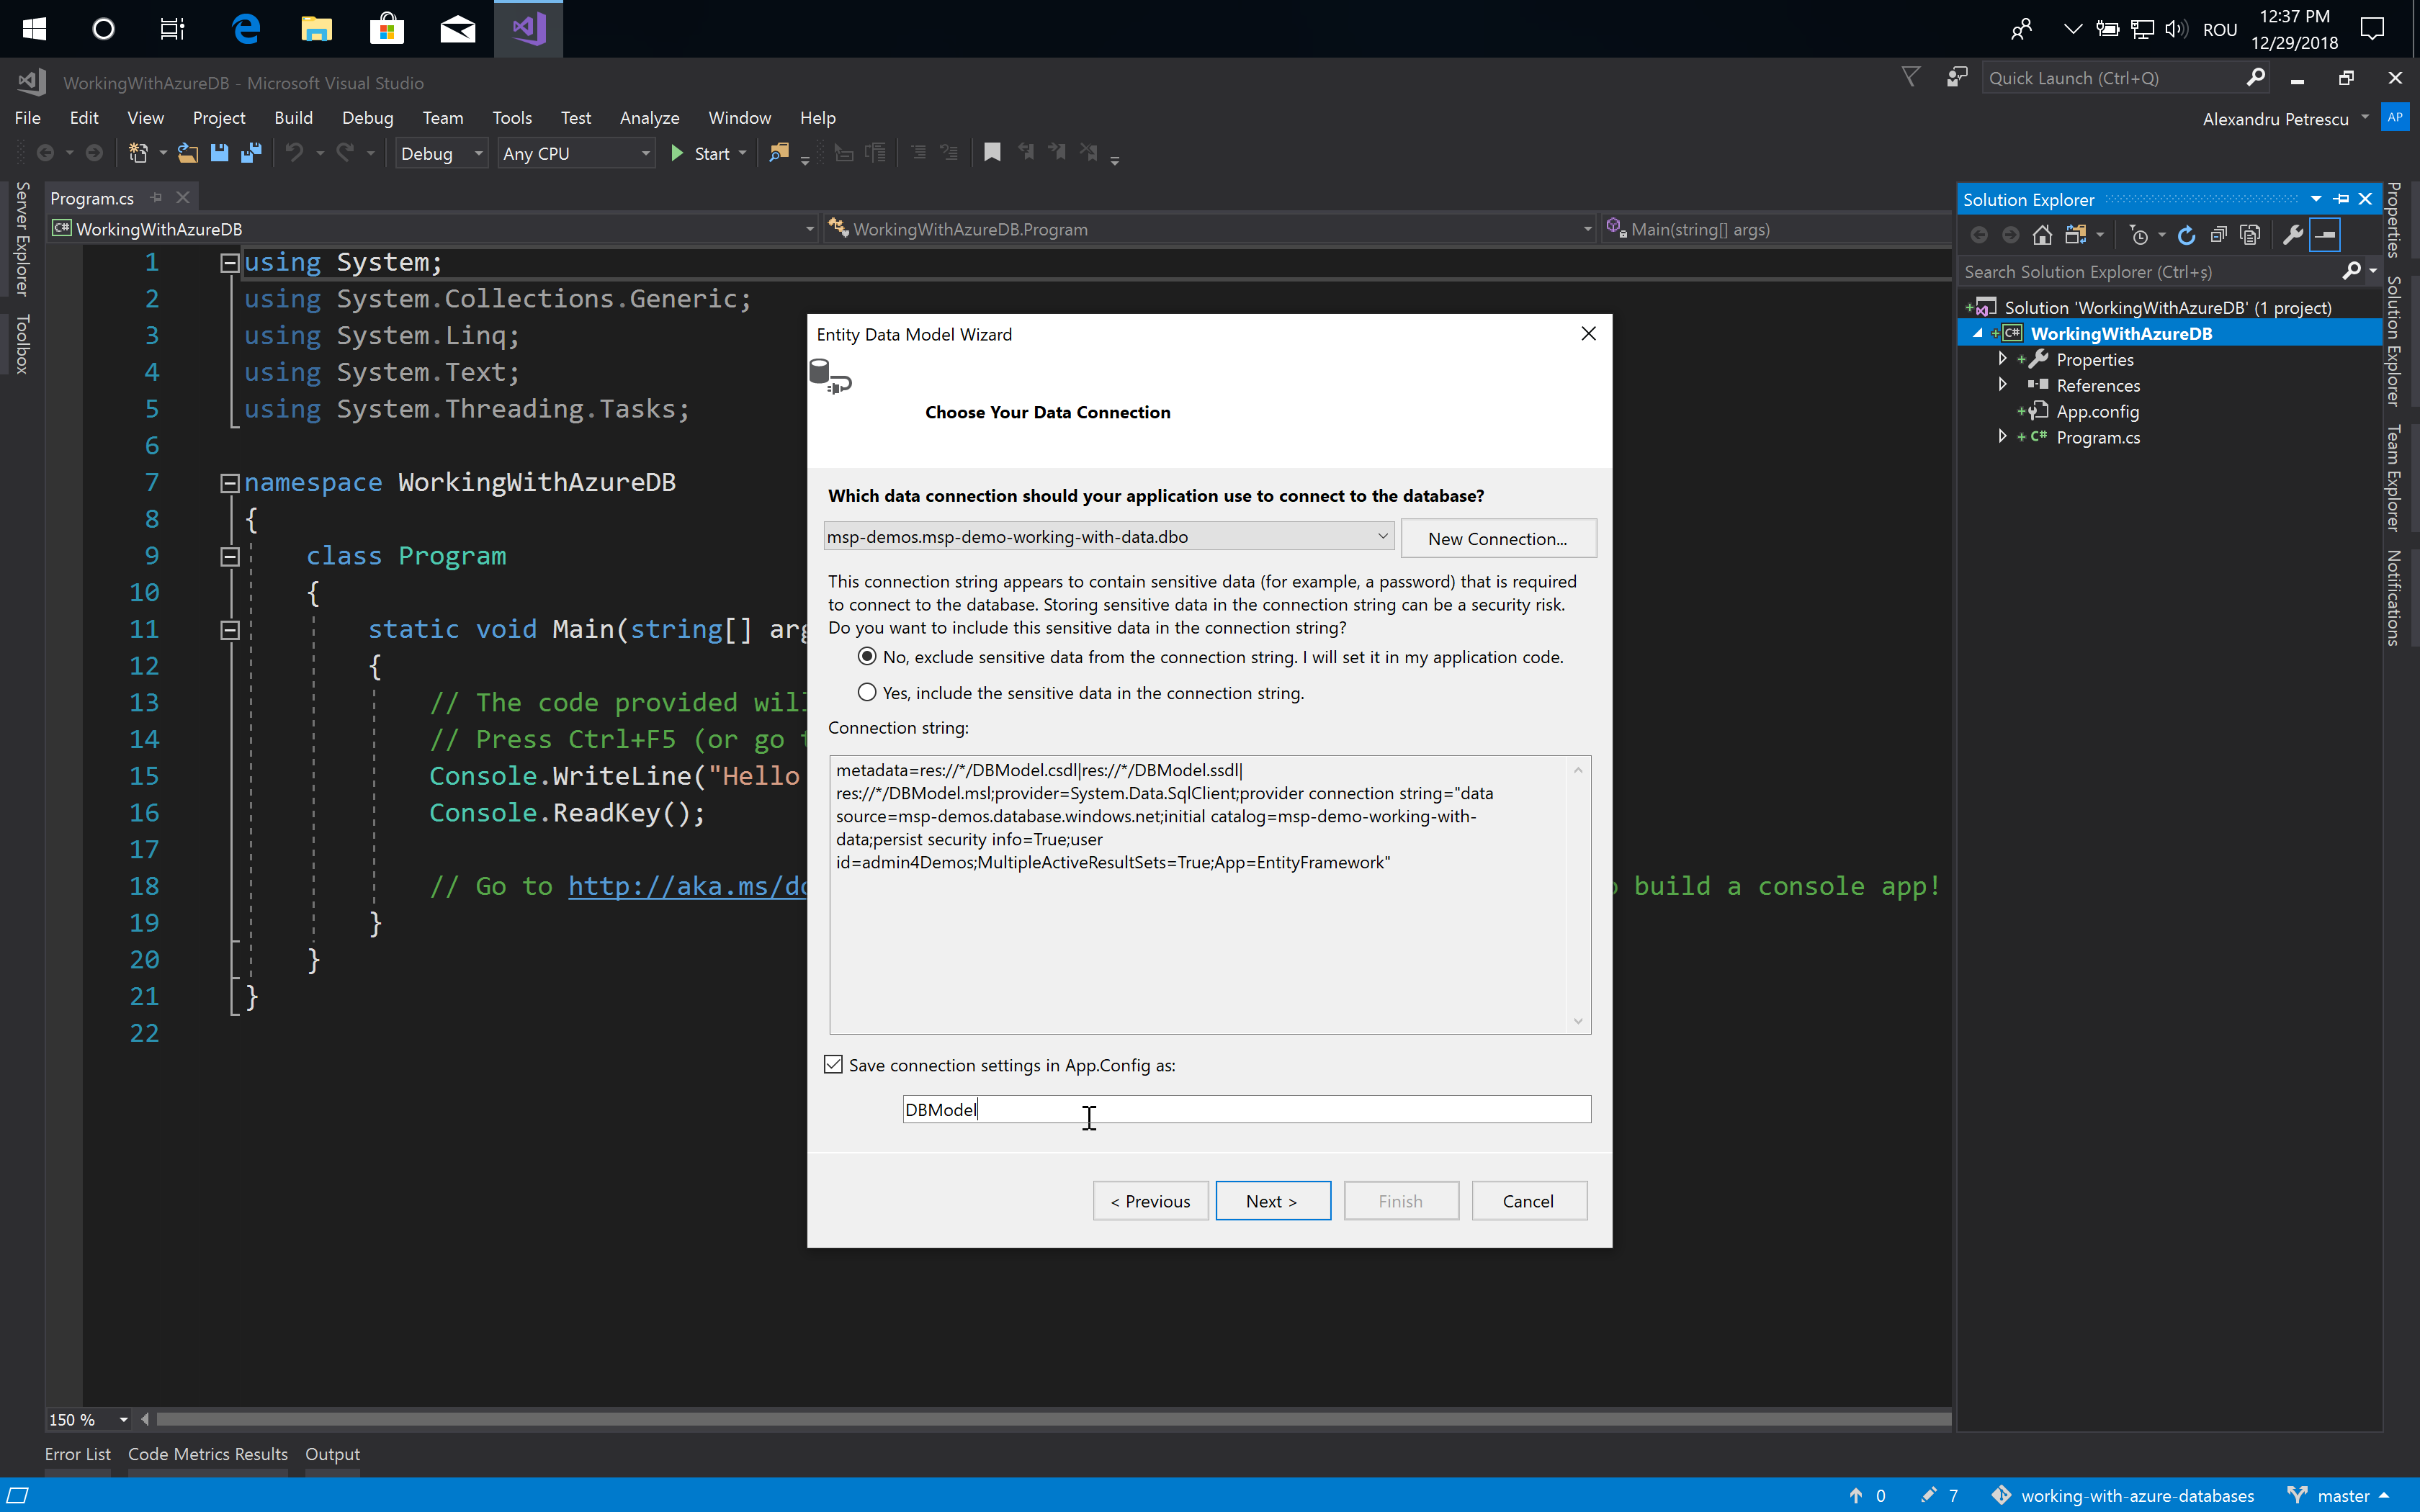 ROU
12:37 PM
12/29/2018
WorkingWithAzureDB - Microsoft Visual Studio
Quick Launch (Ctrl+Q)
File Edit View Project Build Debug Team Tools Test Analyze Window Help
Alexandru Petrescu AP
Debug Any CPU Start
Server Explorer
Toolbox
Program.cs
WorkingWithAzureDB WorkingWithAzureDB.Program Main(string[] args)
1 using System;
2 using System.Collections.Generic;
3 using System.Linq;
4 using System.Text;
5 using System.Threading.Tasks;
6
7 namespace WorkingWithAzureDB
8 {
9 class Program
10 {
11 static void Main(string[] arg
12 {
13 // The code provided wil
14 // Press Ctrl+F5 (or go t
15 Console.WriteLine("Hello
16 Console.ReadKey();
17
18 // Go to http://aka.ms/do o build a console app!
19 }
20 }
21 }
22
Entity Data Model Wizard
Choose Your Data Connection
Which data connection should your application use to connect to the database?
msp-demos.msp-demo-working-with-data.dbo
New Connection...
This connection string appears to contain sensitive data (for example, a password) that is required
to connect to the database. Storing sensitive data in the connection string can be a security risk.
Do you want to include this sensitive data in the connection string?
No, exclude sensitive data from the connection string. I will set it in my application code.
Yes, include the sensitive data in the connection string.
Connection string:
metadata=res://*/DBModel.csdl|res://*/DBModel.ssdl|
res://*/DBModel.msl;provider=System.Data.SqlClient;provider connection string="data
source=msp-demos.database.windows.net;initial catalog=msp-demo-working-with-
data;persist security info=True;user
id=admin4Demos;MultipleActiveResultSets=True;App=EntityFramework"
Save connection settings in App.Config as:
DBModel
< Previous Next > Finish Cancel
Solution Explorer
Search Solution Explorer (Ctrl+ș)
Solution 'WorkingWithAzureDB' (1 project)
C# WorkingWithAzureDB
Properties
References
App.config
C# Program.cs
Properties
Solution Explorer
Team Explorer
Notifications
150 %
Error List Code Metrics Results Output
0 7 working-with-azure-databases master